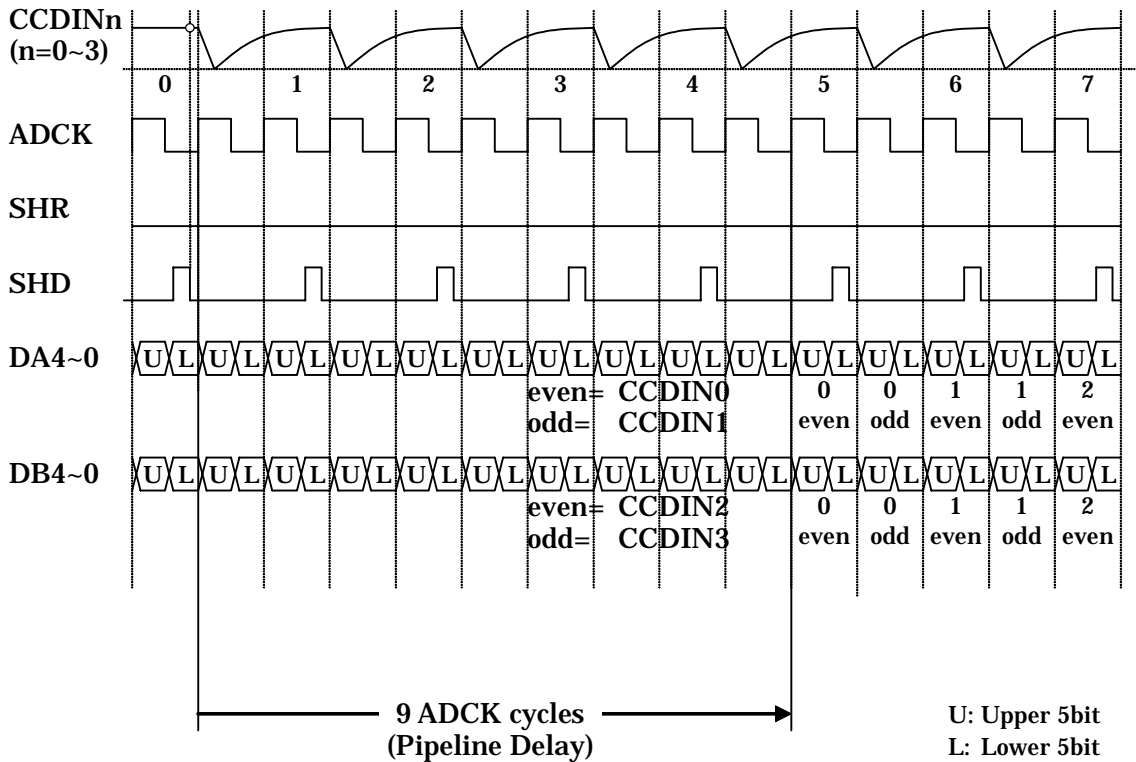 CCDINn
(n=0~3)
0 1 2 3 4 5 6 7
ADCK
SHR
SHD
DA4~0 U L U L U L U L U L U L U L U L U L U L U L U L U L U L U L
even= CCDIN0 0 0 1 1 2
odd= CCDIN1 even odd even odd even
DB4~0 U L U L U L U L U L U L U L U L U L U L U L U L U L U L U L
even= CCDIN2 0 0 1 1 2
odd= CCDIN3 even odd even odd even
9 ADCK cycles
(Pipeline Delay)
U: Upper 5bit
L: Lower 5bit